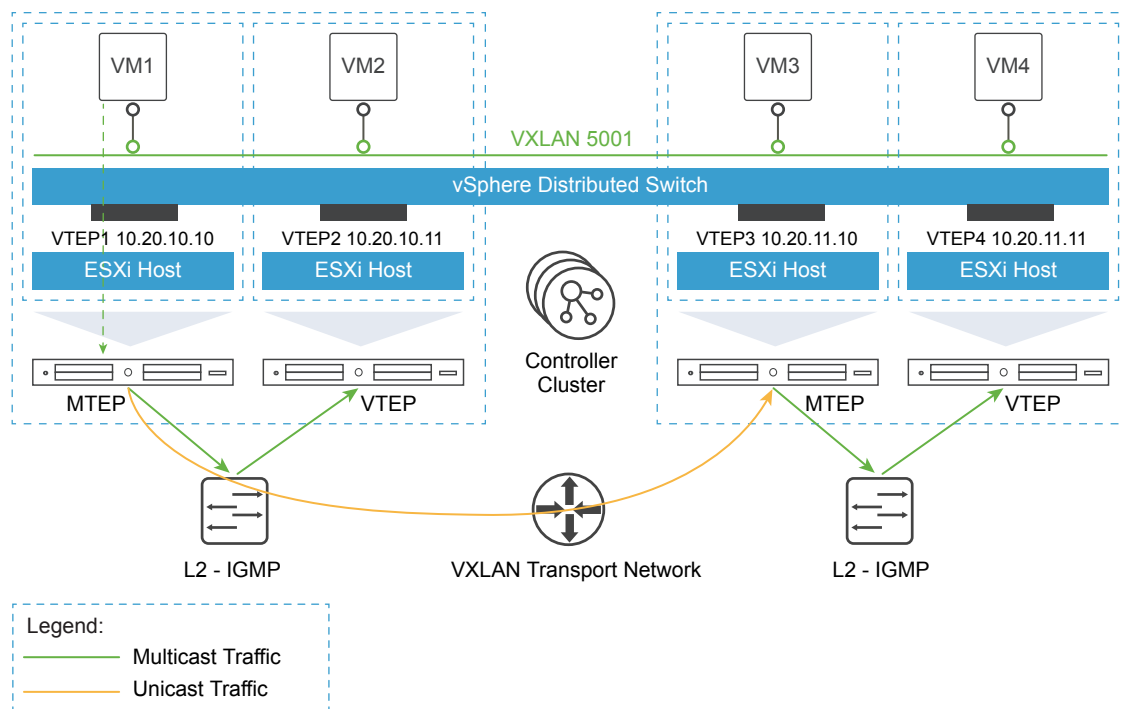 VM1
VM2
VM3
VM4
VXLAN 5001
vSphere Distributed Switch
VTEP1 10.20.10.10
VTEP2 10.20.10.11
VTEP3 10.20.11.10
VTEP4 10.20.11.11
ESXi Host
ESXi Host
ESXi Host
ESXi Host
Controller
Cluster
MTEP
VTEP
MTEP
VTEP
L2 - IGMP
VXLAN Transport Network
L2 - IGMP
Legend:
Multicast Traffic
Unicast Traffic